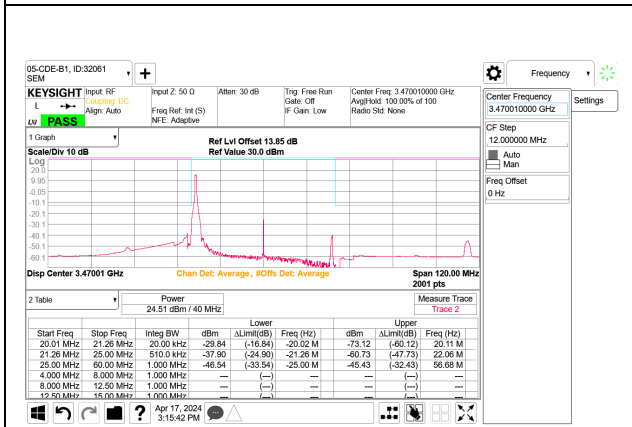 05-CDE-B1, ID:32061
SEM
+
Frequency
KEYSIGHT Input: RF Input Z: 50 Ω Atten: 30 dB Trig: Free Run Center Freq: 3.470010000 GHz
L Coupling: DC Gate: Off Avg|Hold: 100.00% of 100
Align: Auto Freq Ref: Int (S) IF Gain: Low Radio Std: None
LXI PASS NFE: Adaptive
Center Frequency
3.470010000 GHz
Settings
CF Step
12.000000 MHz
Auto
Man
Freq Offset
0 Hz
1 Graph
Ref Lvl Offset 13.85 dB
Scale/Div 10 dB Ref Value 30.0 dBm
Log
20.0
9.95
-0.05
-10.1
-20.1
-30.1
-40.1
-50.1
-60.1
Disp Center 3.47001 GHz Chan Det: Average, #Offs Det: Average Span 120.00 MHz
2001 pts
2 Table Power Measure Trace
24.51 dBm / 40 MHz Trace 2
Lower Upper
Start Freq Stop Freq Integ BW dBm ΔLimit(dB) Freq (Hz) dBm ΔLimit(dB) Freq (Hz)
20.01 MHz 21.26 MHz 20.00 kHz -29.84 (-16.84) -20.02 M -73.12 (-60.12) 20.11 M
21.26 MHz 25.00 MHz 510.0 kHz -37.90 (-24.90) -21.26 M -60.73 (-47.73) 22.06 M
25.00 MHz 60.00 MHz 1.000 MHz -46.54 (-33.54) -25.00 M -45.43 (-32.43) 56.68 M
4.000 MHz 8.000 MHz 1.000 MHz --- (---) --- --- (---) ---
8.000 MHz 12.50 MHz 1.000 MHz --- (---) --- --- (---) ---
12.50 MHz 15.00 MHz 1.000 MHz --- (---) --- --- (---) ---
? Apr 17, 2024
3:15:42 PM